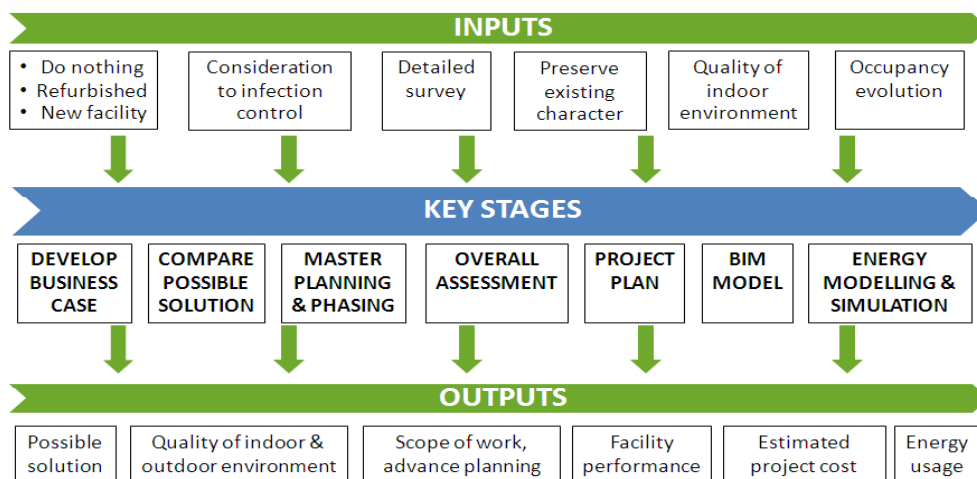 INPUTS
• Do nothing
• Refurbished
• New facility
Consideration
to infection
control
Detailed
survey
Preserve
existing
character
Quality of
indoor
environment
Occupancy
evolution
KEY STAGES
DEVELOP
BUSINESS
CASE
COMPARE
POSSIBLE
SOLUTION
MASTER
PLANNING
& PHASING
OVERALL
ASSESSMENT
PROJECT
PLAN
BIM
MODEL
ENERGY
MODELLING &
SIMULATION
OUTPUTS
Possible
solution
Quality of indoor &
outdoor environment
Scope of work,
advance planning
Facility
performance
Estimated
project cost
Energy
usage